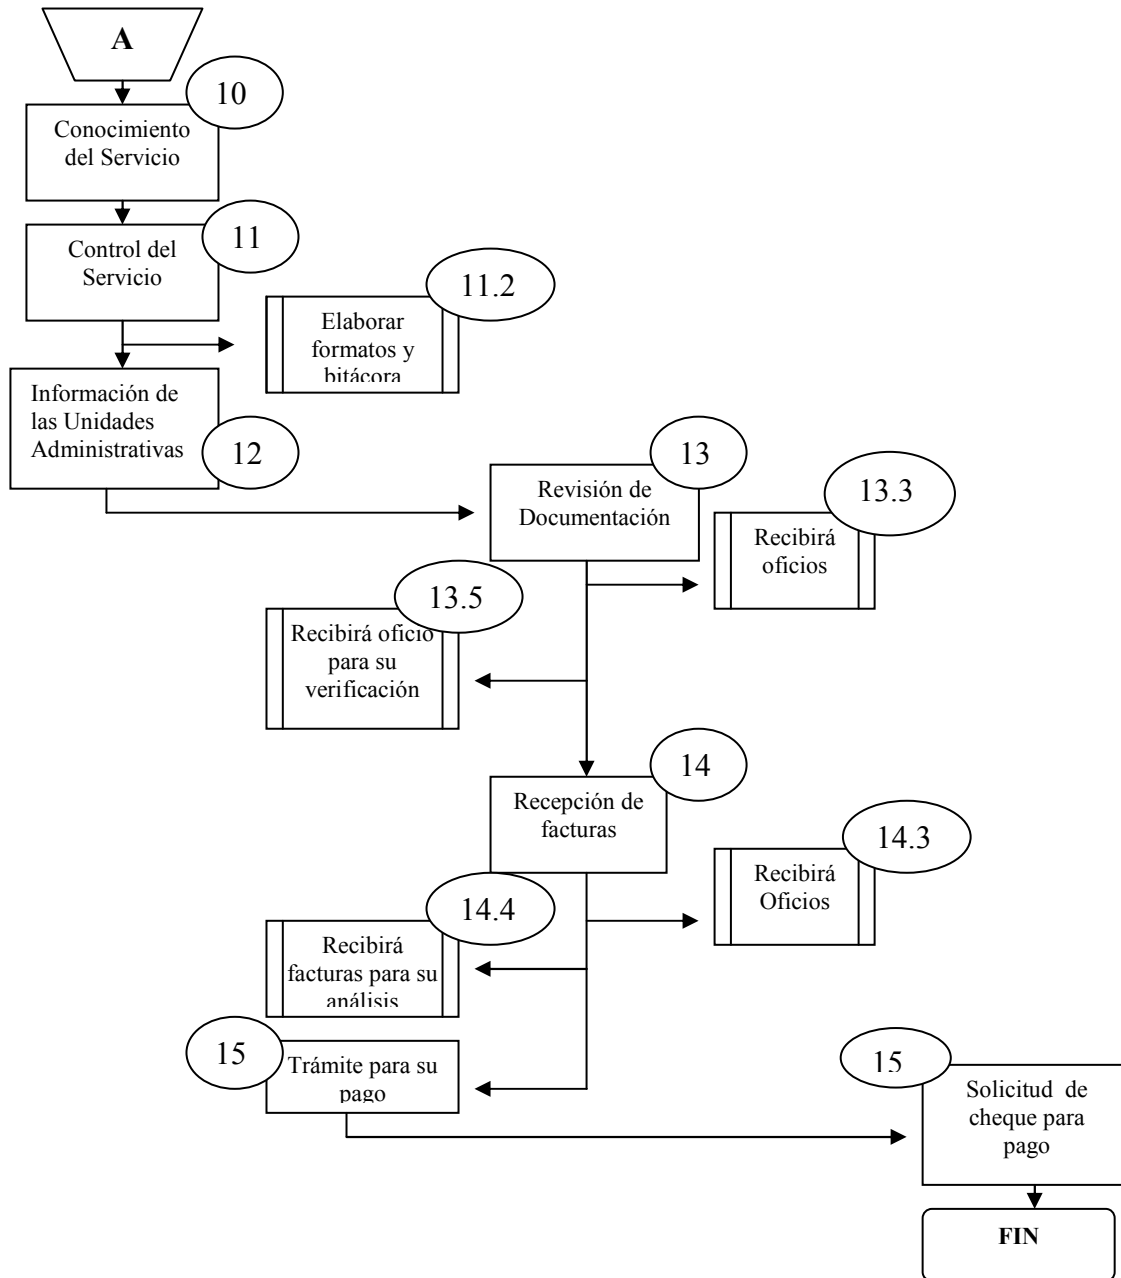 A
10
Conocimiento
del Servicio
11
Control del
Servicio
11.2
Elaborar
formatos y
bitácora
Información de
las Unidades
Administrativas
12
13
Revisión de
Documentación
13.3
Recibirá
oficios
13.5
Recibirá oficio
para su
verificación
14
Recepción de
facturas
14.3
Recibirá
Oficios
14.4
Recibirá
facturas para su
análisis
15
Trámite para su
pago
15
Solicitud de
cheque para
pago
FIN